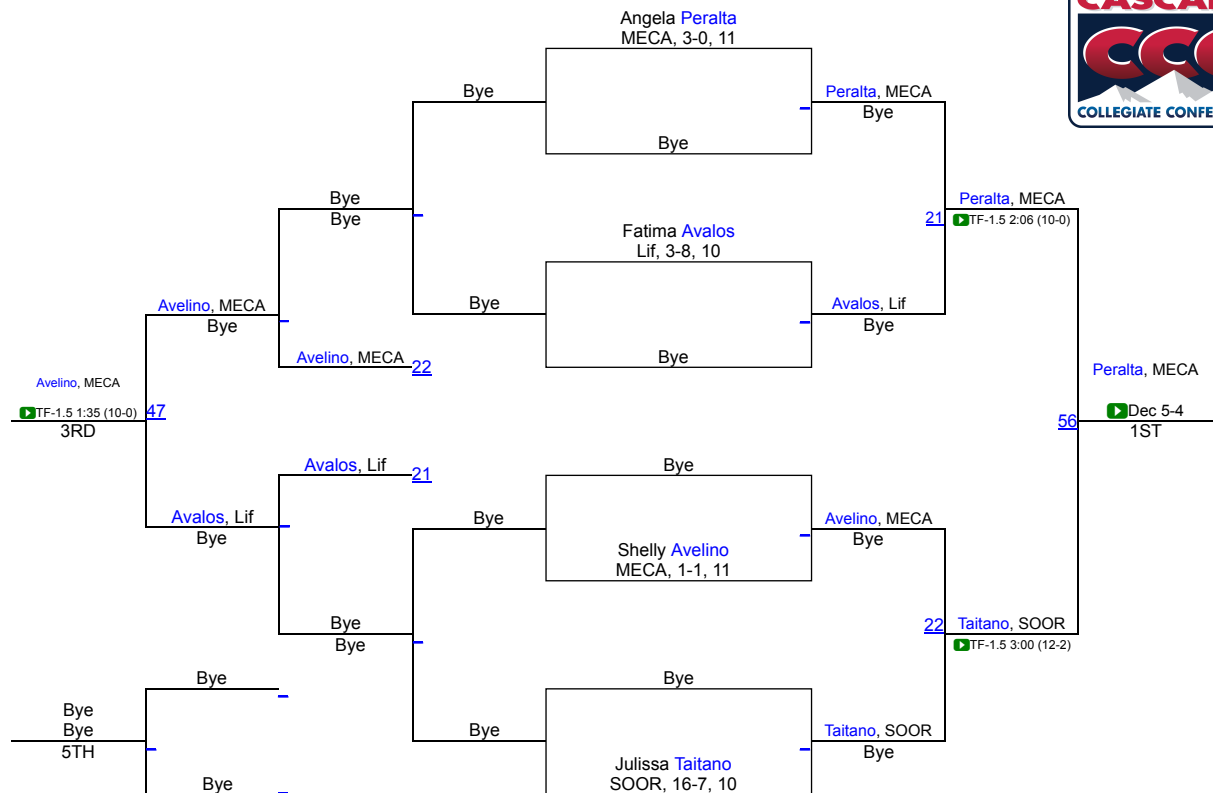 Angela Peralta
MECA, 3-0, 11
Bye
Peralta, MECA
Bye
Bye
Bye
Bye
Peralta, MECA
21
TF-1.5 2:06 (10-0)
Fatima Avalos
Lif, 3-8, 10
Avelino, MECA
Bye
Bye
Avalos, Lif
Bye
Avelino, MECA
22
Bye
Peralta, MECA
Avelino, MECA
TF-1.5 1:35 (10-0)
47
3RD
56
Dec 5-4
1ST
Avalos, Lif
21
Bye
Avalos, Lif
Bye
Bye
Avelino, MECA
Bye
Shelly Avelino
MECA, 1-1, 11
Bye
Bye
22
Taitano, SOOR
TF-1.5 3:00 (12-2)
Bye
Bye
Bye
Bye
5TH
Bye
Taitano, SOOR
Bye
Julissa Taitano
SOOR, 16-7, 10
Bye
CCC